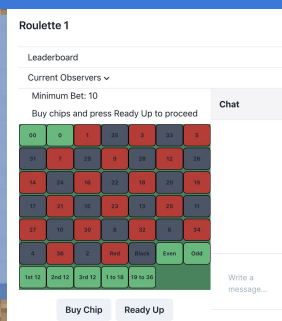 Roulette 1
Leaderboard
Current Observers
Minimum Bet: 10
Buy chips and press Ready Up to proceed
Chat
00 0 1 3 33 5
31 7 29 9 28 12 26
14 24 16 22 18 20 19
17 21 15 23 13 25 11
27 10 30 8 32 6 34
4 36 2 Red Black Even Odd
1st 12 2nd 12 3rd 12 1 to 18 19 to 36
Write a
message...
Buy Chip Ready Up